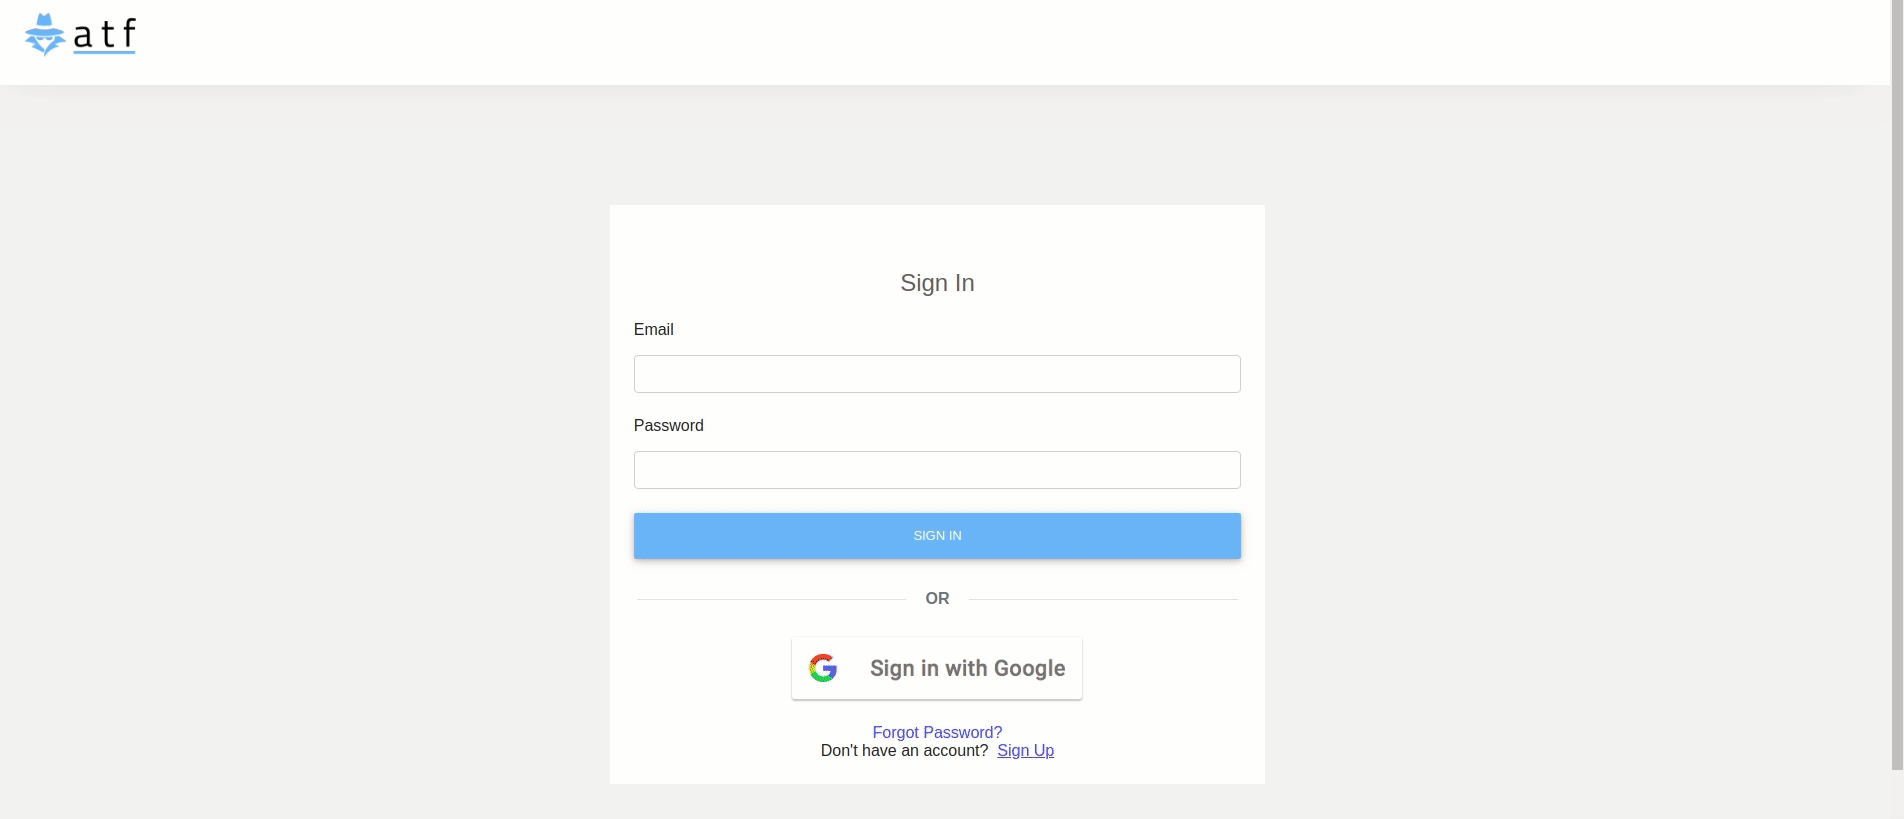 atf
Sign In
Email
Password
SIGN IN
OR
Sign in with Google
Forgot Password?
Don't have an account? Sign Up